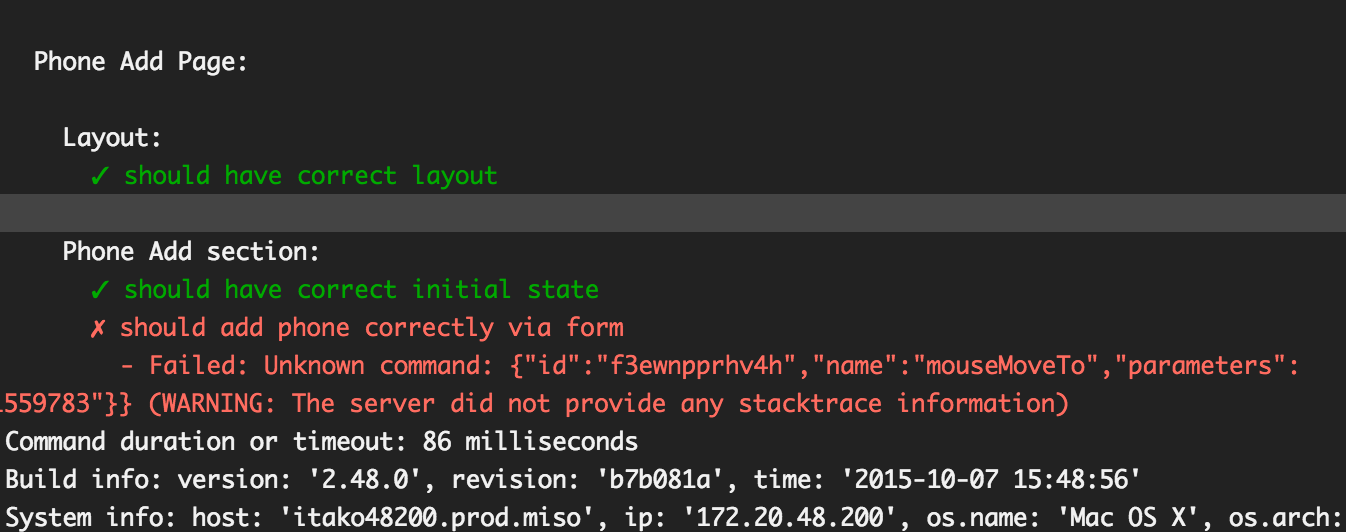 Phone Add Page:
Layout:
✓ should have correct layout
Phone Add section:
✓ should have correct initial state
✗ should add phone correctly via form
- Failed: Unknown command: {"id":"f3ewnpprhv4h","name":"mouseMoveTo","parameters":
1559783"}} (WARNING: The server did not provide any stacktrace information)
Command duration or timeout: 86 milliseconds
Build info: version: '2.48.0', revision: 'b7b081a', time: '2015-10-07 15:48:56'
System info: host: 'itako48200.prod.miso', ip: '172.20.48.200', os.name: 'Mac OS X', os.arch: